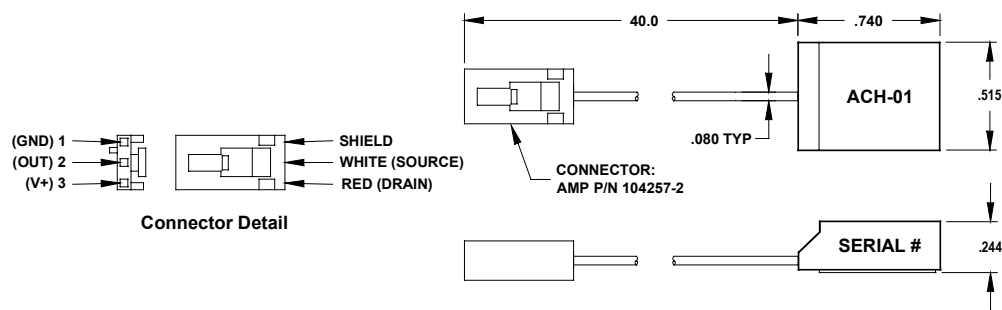 40.0
.740
ACH-01
.515
.080 TYP
(GND) 1
(OUT) 2
(V+) 3
SHIELD
WHITE (SOURCE)
RED (DRAIN)
CONNECTOR:
AMP P/N 104257-2
Connector Detail
SERIAL #
.244